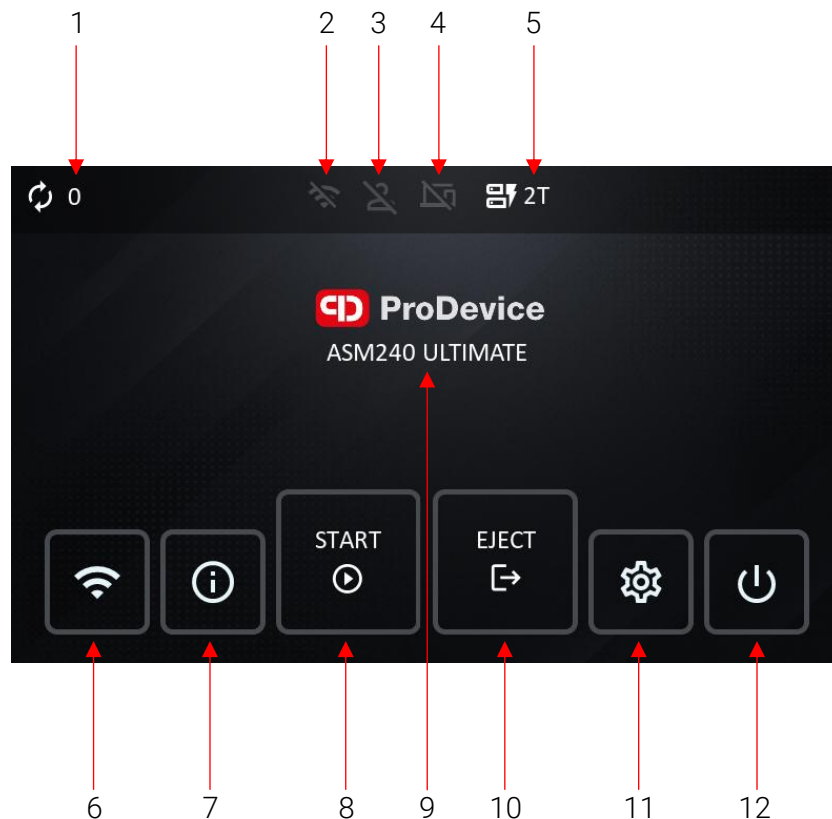 1 2 3 4 5
0 2T
ProDevice
ASM240 ULTIMATE
START EJECT
6 7 8 9 10 11 12